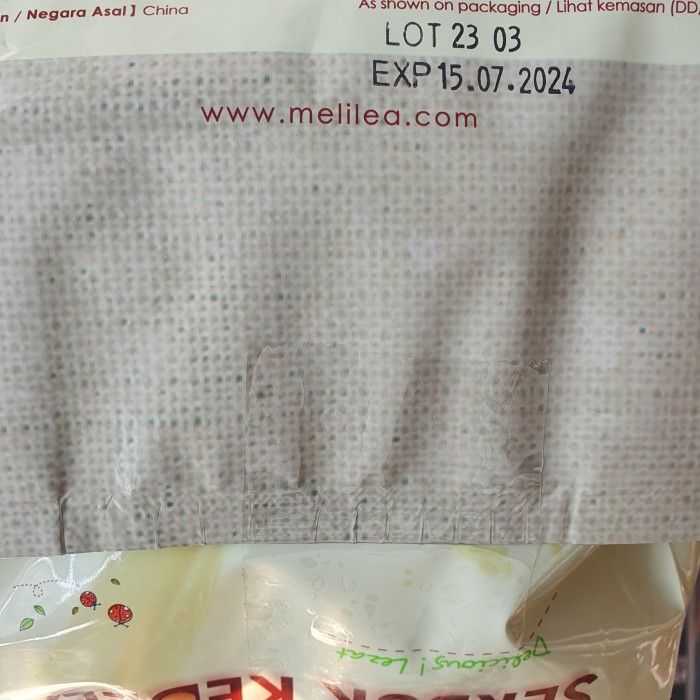 n / Negara Asal】China
As shown on packaging / Lihat kemasan (DD,
LOT 23 03
EXP 15.07.2024
www.melilea.com
Delicious! Lezat